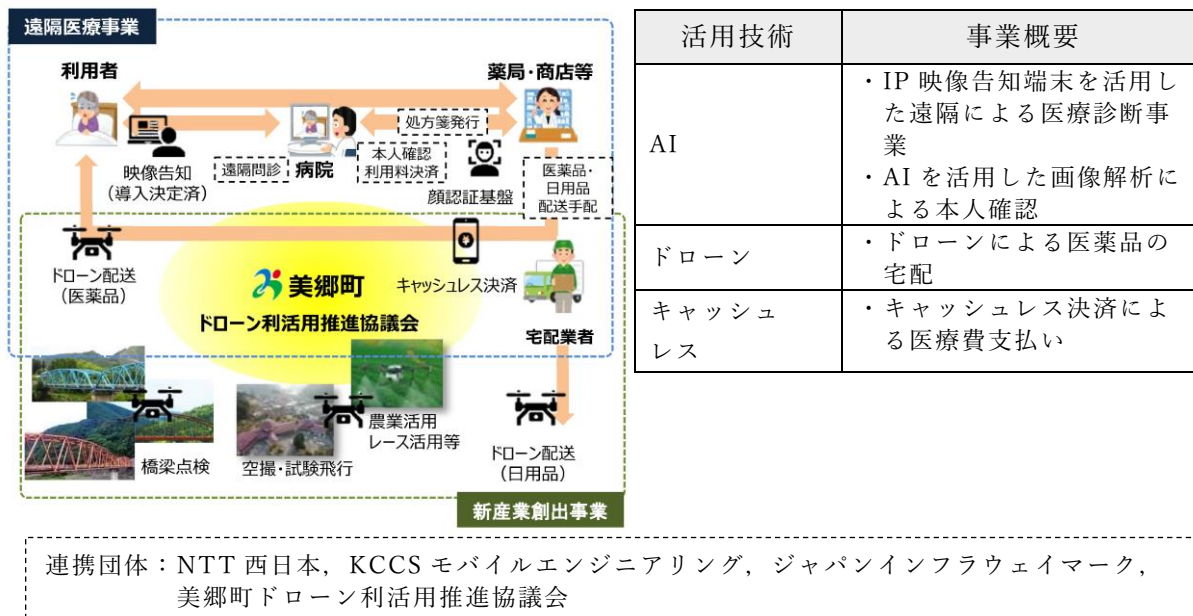 遠隔医療事業
利用者
薬局・商店等
処方箋発行
映像告知
(導入決定済)
遠隔問診
病院
本人確認
利用料決済
顔認証基盤
医薬品・
日用品
配送手配
ドローン配送
(医薬品)
美郷町
ドローン利活用推進協議会
キャッシュレス決済
宅配業者
橋梁点検
空撮・試験飛行
農業活用
レース活用等
ドローン配送
(日用品)
新産業創出事業
活用技術
事業概要
AI
・IP 映像告知端末を活用し
た遠隔による医療診断事
業
・AI を活用した画像解析に
よる本人確認
ドローン
・ドローンによる医薬品の
宅配
キャッシュ
レス
・キャッシュレス決済によ
る医療費支払い
連携団体：NTT 西日本，KCCS モバイルエンジニアリング，ジャパンインフラウェイマーク，
美郷町ドローン利活用推進協議会